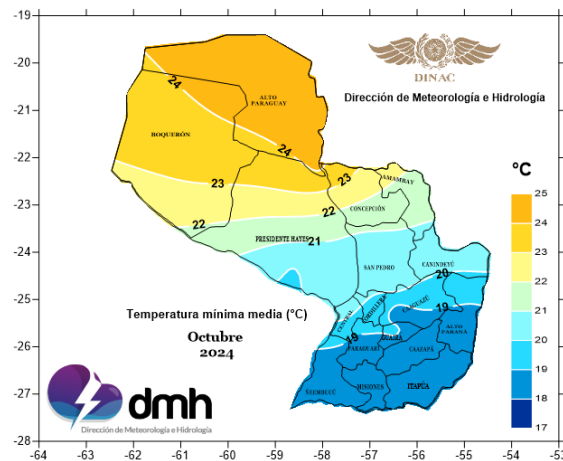 -19
-20
-21
-22
-23
-24
-25
-26
-27
-28
-64
-63
-62
-61
-60
-59
-58
-57
-56
-55
-54
DINAC
Dirección de Meteorología e Hidrología
24
ALTO
PARAGUAY
BOQUERÓN
24
23
23
AMAMBAY
22
22
CONCEPCIÓN
21
PRESIDENTE HAYES
SAN PEDRO
CANINDEYÚ
20
CORDILLERA
CENTRAL
CAAGUAZÚ
19
19
GUAIRÁ
ALTO
PARANÁ
PARAGUARÍ
CAAZAPÁ
MISIONES
ITAPÚA
ÑEEMBUCÚ
Temperatura mínima media (°C)
Octubre
2024
°C
25
24
23
22
21
20
19
18
17
dmh
Dirección de Meteorología e Hidrología